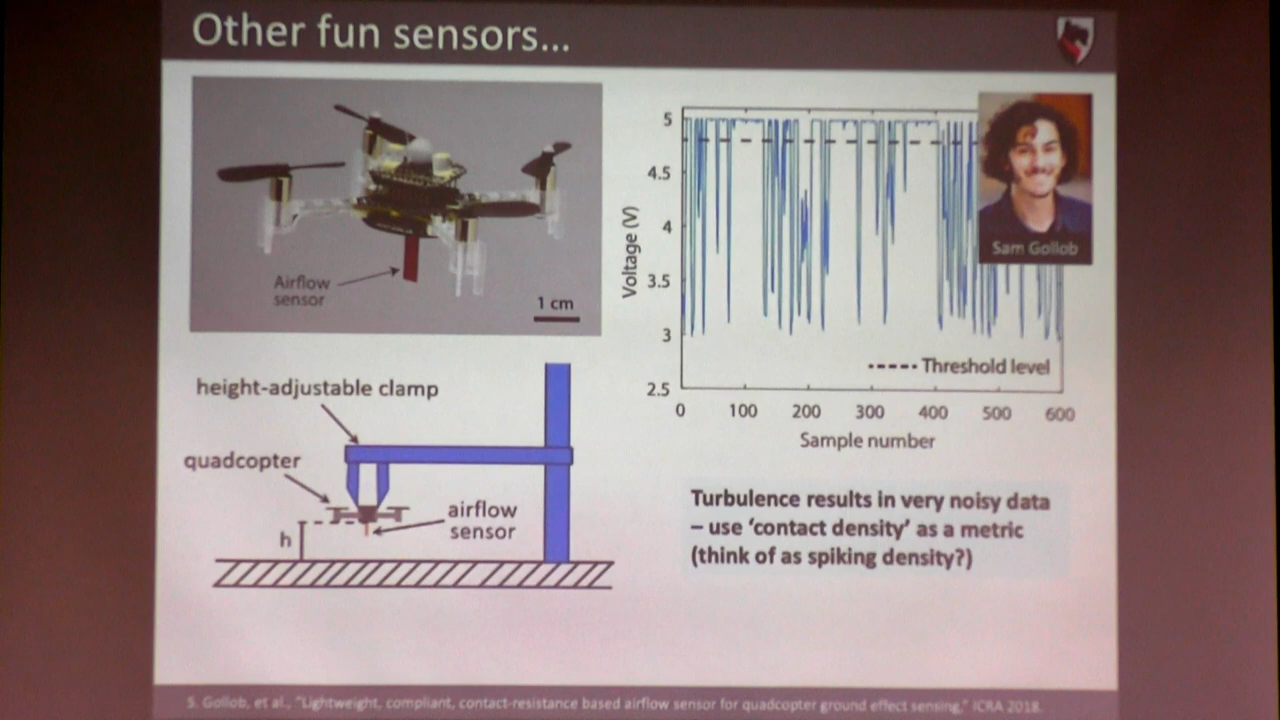 Other fun sensors...
Airflow
sensor
1 cm
5
4.5
4
3.5
3
2.5
Voltage (V)
Threshold level
0 100 200 300 400 500 600
Sample number
Sam Gollob
height-adjustable clamp
quadcopter
airflow
sensor
h
Turbulence results in very noisy data
– use ‘contact density’ as a metric
(think of as spiking density?)
S. Gollob, et al., "Lightweight, compliant, contact-resistance based airflow sensor for quadcopter ground effect sensing," ICRA 2018.